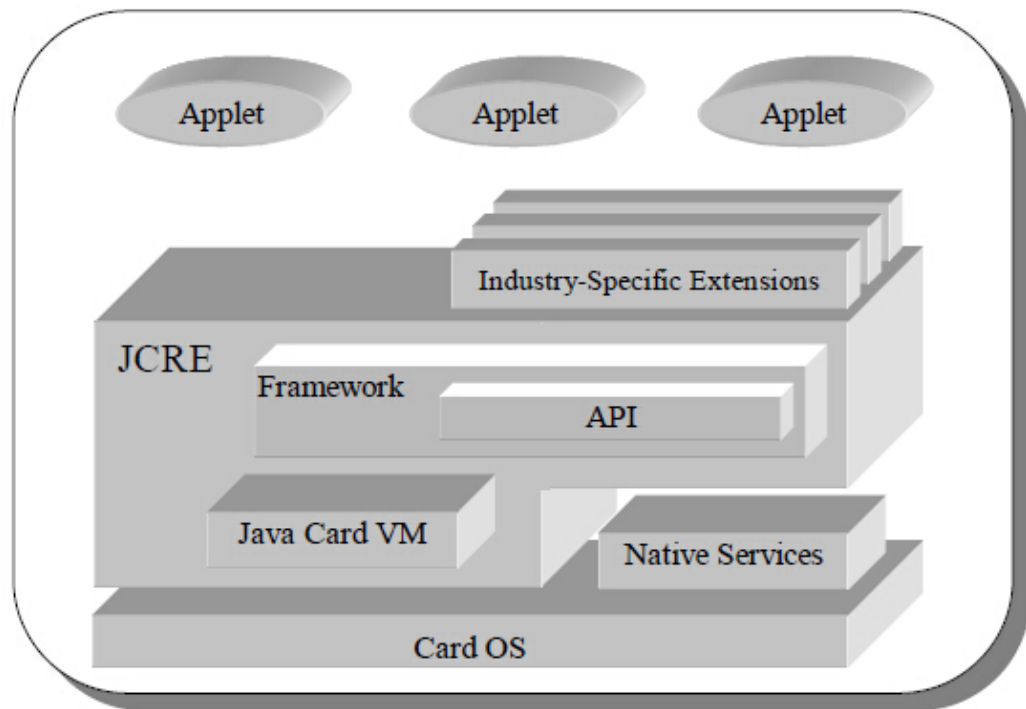 Applet
Applet
Applet
Industry-Specific Extensions
JCRE
Framework
API
Java Card VM
Native Services
Card OS